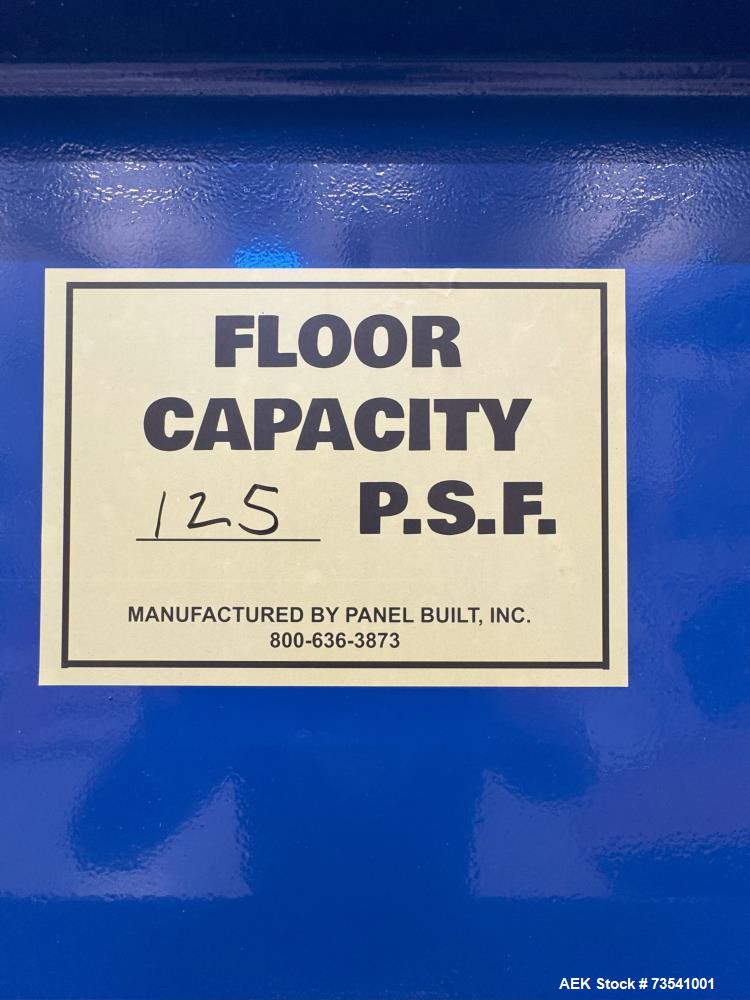 FLOOR
CAPACITY
125 P.S.F.
MANUFACTURED BY PANEL BUILT, INC.
800-636-3873
AEK Stock # 73541001